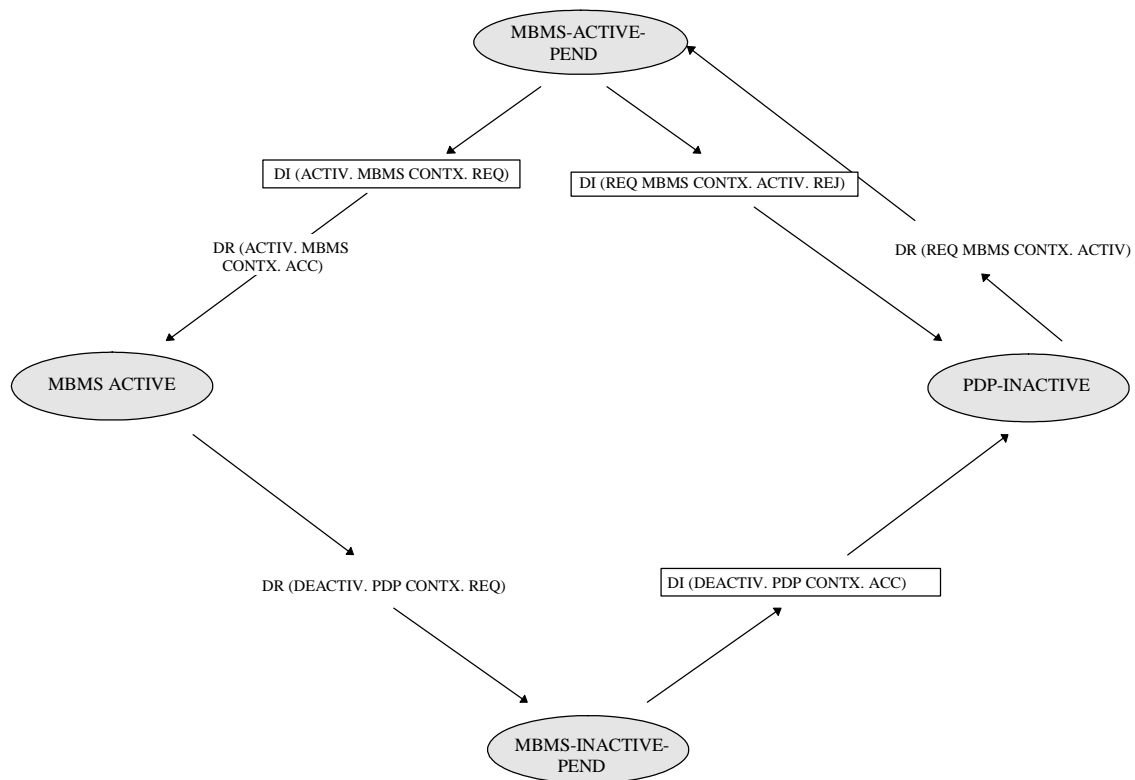 MBMS-ACTIVE-
PEND
DI (ACTIV. MBMS CONTX. REQ)
DI (REQ MBMS CONTX. ACTIV. REJ)
DR (ACTIV. MBMS
CONTX. ACC)
DR (REQ MBMS CONTX. ACTIV)
MBMS ACTIVE
PDP-INACTIVE
DR (DEACTIV. PDP CONTX. REQ)
DI (DEACTIV. PDP CONTX. ACC)
MBMS-INACTIVE-
PEND